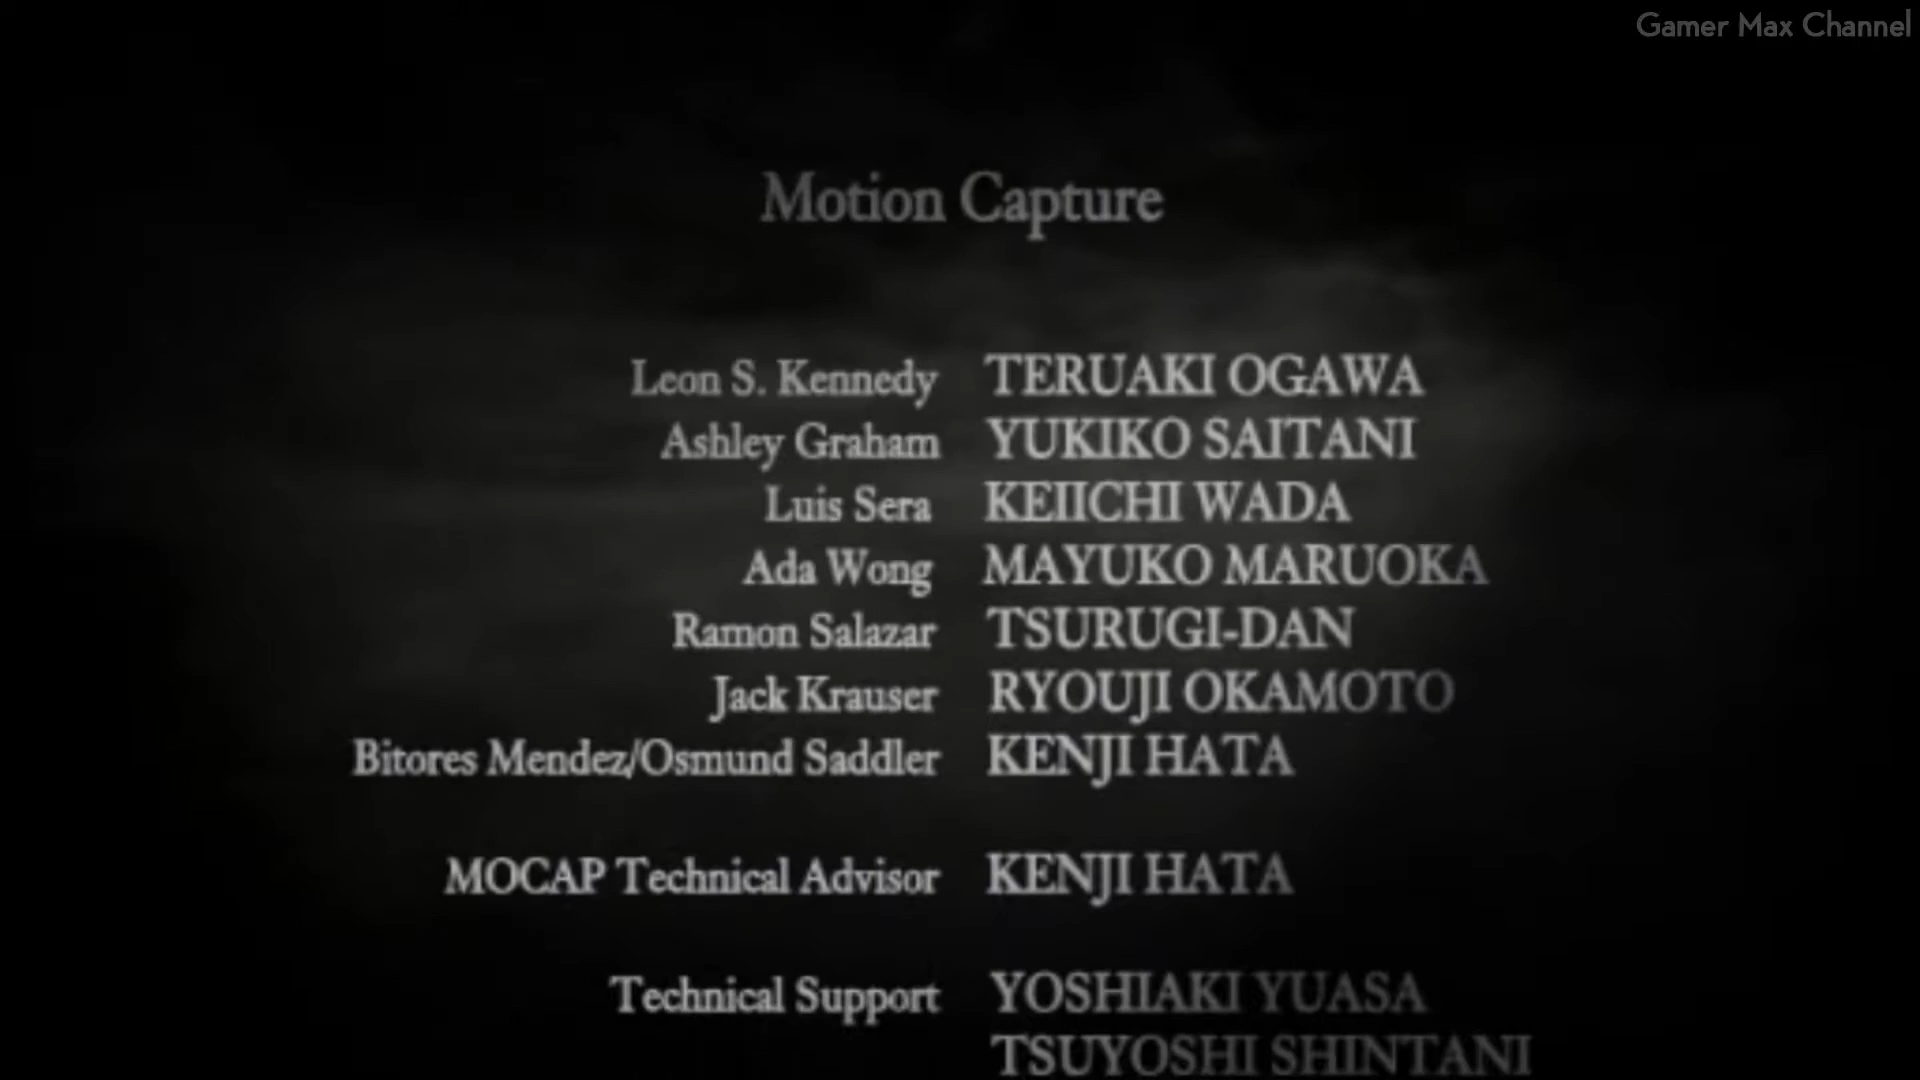 Gamer Max Channel
Motion Capture
Leon S. Kennedy TERUAKI OGAWA
Ashley Graham YUKIKO SAITANI
Luis Sera KEIICHI WADA
Ada Wong MAYUKO MARUOKA
Ramon Salazar TSURUGI-DAN
Jack Krauser RYOUJI OKAMOTO
Bitores Mendez/Osmund Saddler KENJI HATA
MOCAP Technical Advisor KENJI HATA
Technical Support YOSHIAKI YUASA
TSUYOSHI SHINTANI